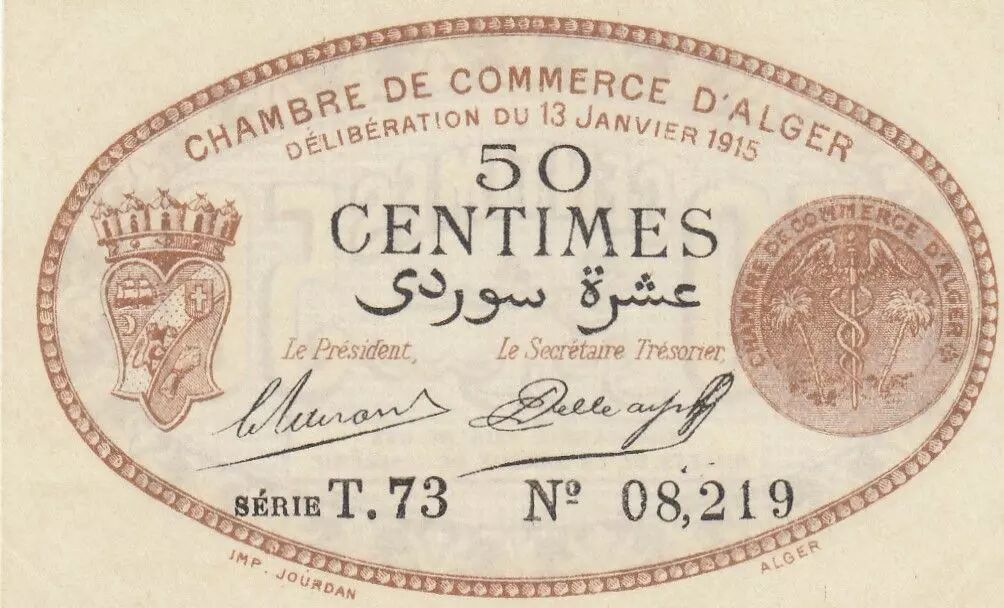 CHAMBRE DE COMMERCE D'ALGER
DÉLIBÉRATION DU 13 JANVIER 1915
50
CENTIMES
عشرة سوردى
CHAMBRE DE COMMERCE D'ALGER
Le Président,
Le Secrétaire Trésorier,
SÉRIE T.73 Nº 08,219
IMP. JOURDAN
ALGER